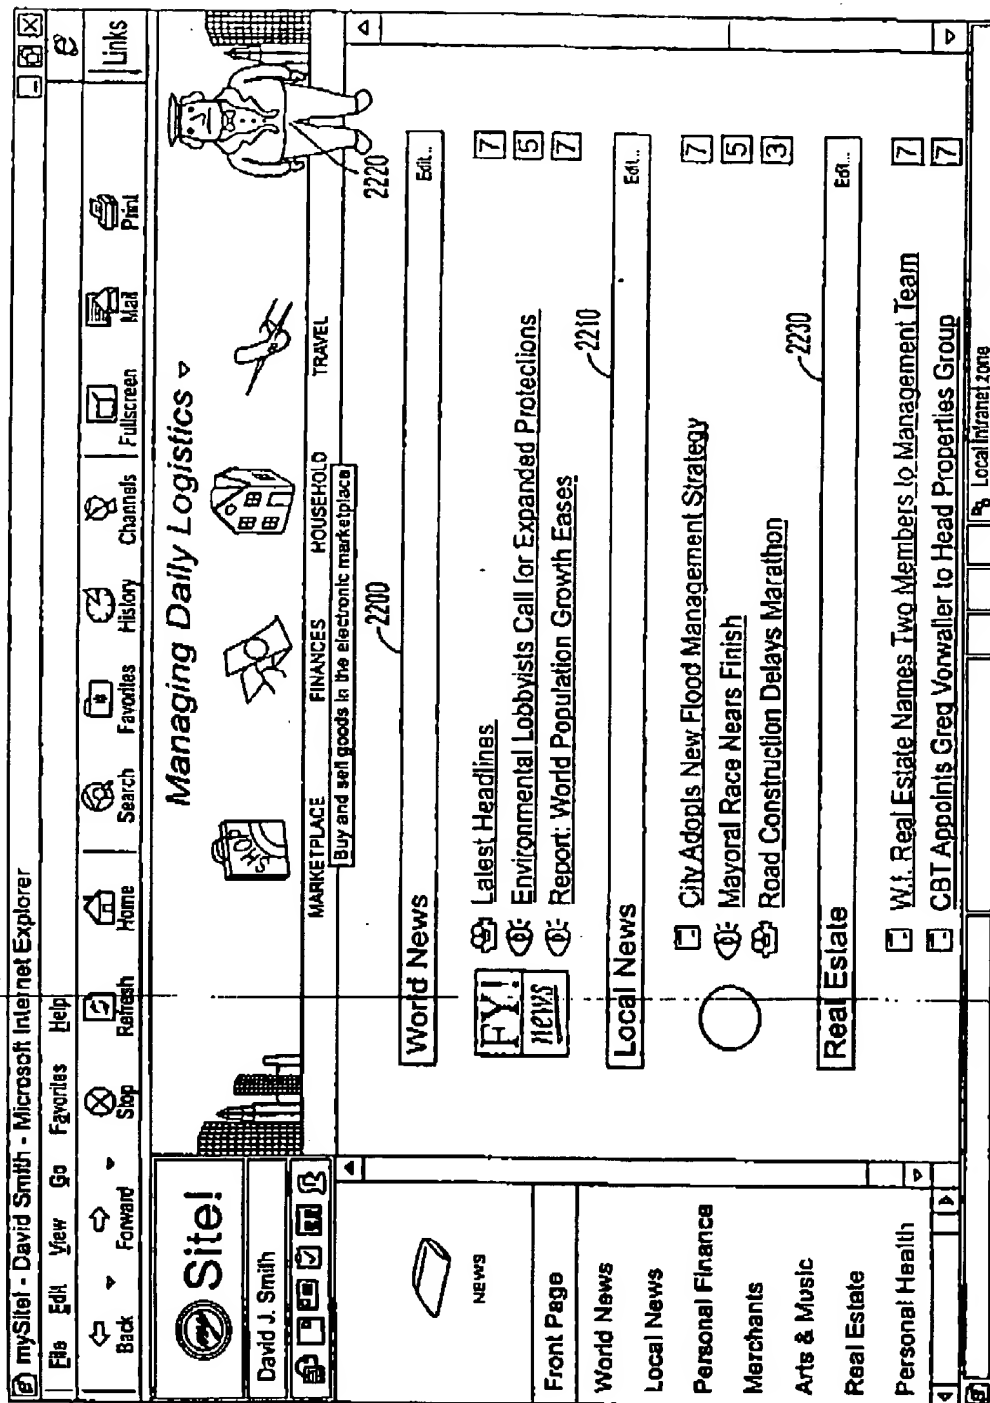 mySite! - David Smith - Microsoft Internet Explorer
File Edit View Go Favorites Help
Back Forward Stop Refresh Home Search Favorites History Channels Fullscreen Mail Print
Links
my Site!
David J. Smith
Managing Daily Logistics
SHOP
MARKETPLACE FINANCES HOUSEHOLD TRAVEL
Buy and sell goods in the electronic marketplace
2220
NEWS
Front Page
World News
Local News
Personal Finance
Merchants
Arts & Music
Real Estate
Personal Health
2200
World News Edit...
FYI!
news
Latest Headlines 7
Environmental Lobbyists Call for Expanded Protections 5
Report: World Population Growth Eases 7
2210
Local News Edit...
City Adopts New Flood Management Strategy 7
Mayoral Race Nears Finish 5
Road Construction Delays Marathon 3
2230
Real Estate Edit...
W.t. Real Estate Names Two Members to Management Team 7
CBT Appoints Greg Vorwaller to Head Properties Group 7
Local intranet zone